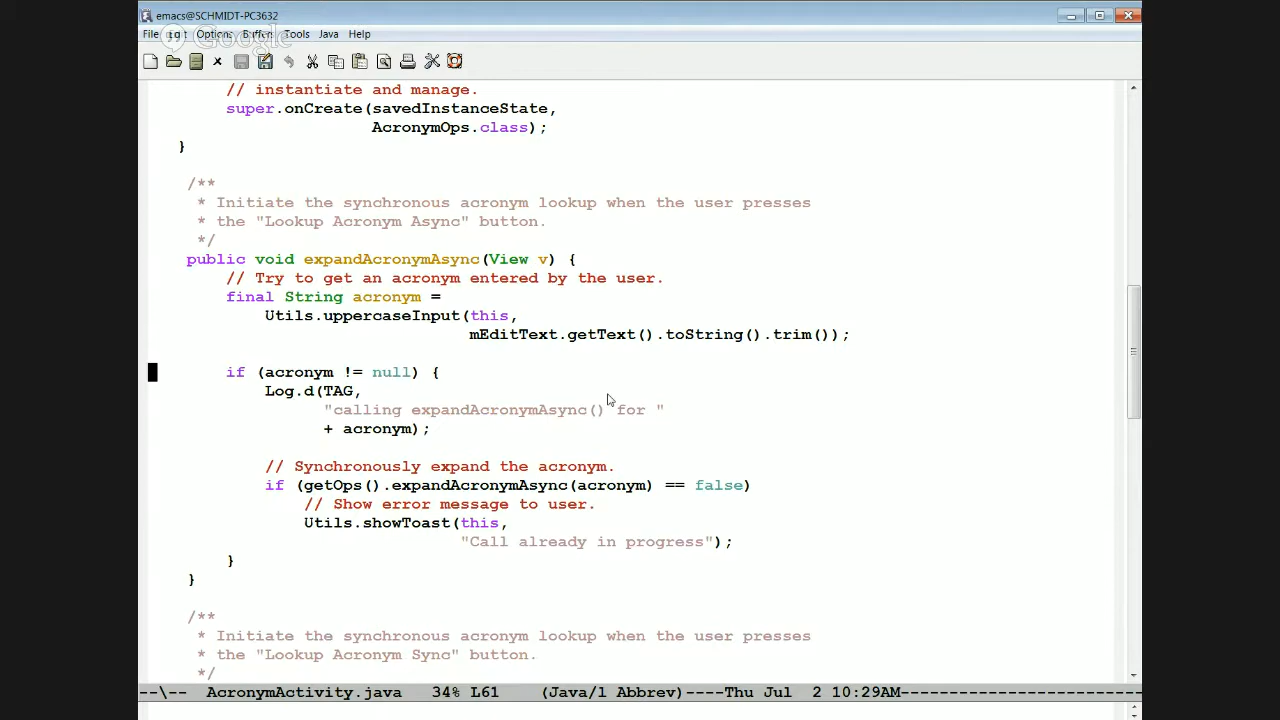 emacs@SCHMIDT-PC3632
File Edit Options Buffers Tools Java Help
Google
// instantiate and manage.
super.onCreate(savedInstanceState,
AcronymOps.class);
}
/**
* Initiate the synchronous acronym lookup when the user presses
* the "Lookup Acronym Async" button.
*/
public void expandAcronymAsync(View v) {
// Try to get an acronym entered by the user.
final String acronym =
Utils.uppercaseInput(this,
mEditText.getText().toString().trim());
if (acronym != null) {
Log.d(TAG,
"calling expandAcronymAsync() for "
+ acronym);
// Synchronously expand the acronym.
if (getOps().expandAcronymAsync(acronym) == false)
// Show error message to user.
Utils.showToast(this,
"Call already in progress");
}
}
/**
* Initiate the synchronous acronym lookup when the user presses
* the "Lookup Acronym Sync" button.
*/
--\-- AcronymActivity.java 34% L61 (Java/l Abbrev)----Thu Jul 2 10:29AM-------------------------